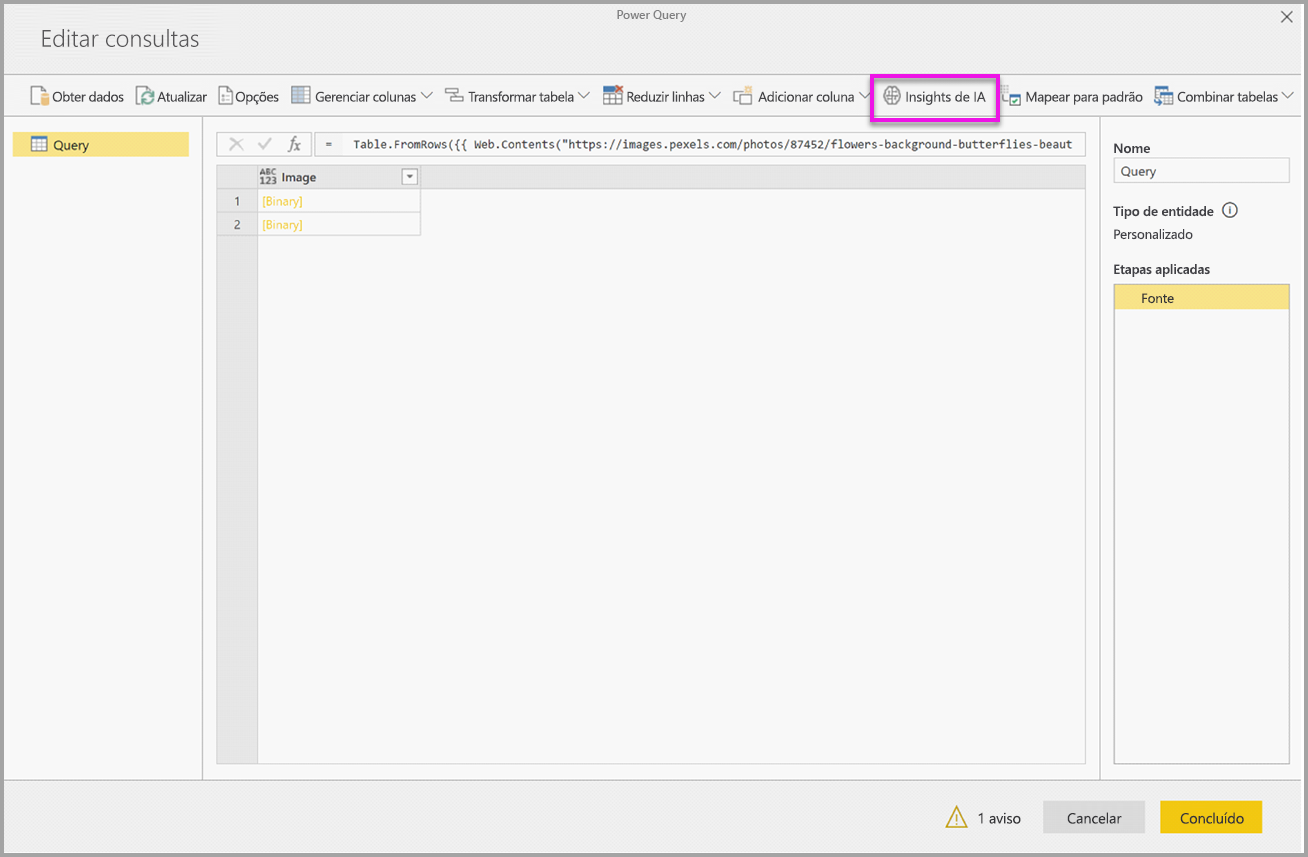 Power Query
Editar consultas
Obter dados Atualizar Opções Gerenciar colunas Transformar tabela Reduzir linhas Adicionar coluna Insights de IA Mapear para padrão Combinar tabelas
Query
fx = Table.FromRows({{ Web.Contents("https://images.pexels.com/photos/87452/flowers-background-butterflies-beaut
ABC
123 Image
1 [Binary]
2 [Binary]
Nome
Query
Tipo de entidade
Personalizado
Etapas aplicadas
Fonte
1 aviso Cancelar Concluído